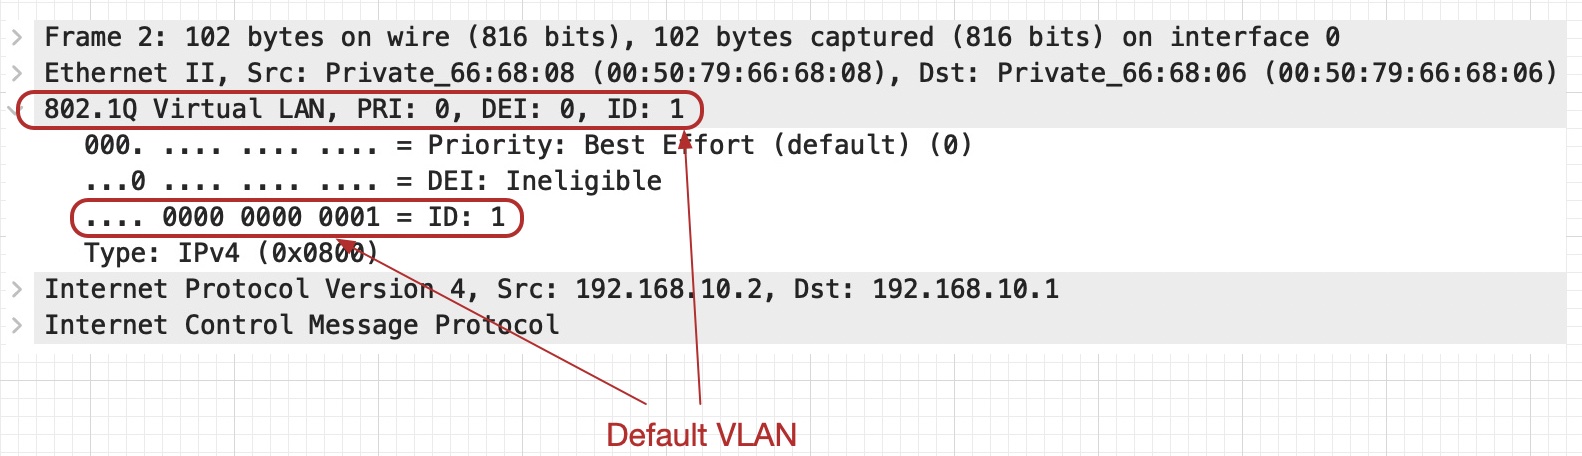 Frame 2: 102 bytes on wire (816 bits), 102 bytes captured (816 bits) on interface 0
Ethernet II, Src: Private_66:68:08 (00:50:79:66:68:08), Dst: Private_66:68:06 (00:50:79:66:68:06)
802.1Q Virtual LAN, PRI: 0, DEI: 0, ID: 1
000. .... .... .... = Priority: Best Effort (default) (0)
...0 .... .... .... = DEI: Ineligible
.... 0000 0000 0001 = ID: 1
Type: IPv4 (0x0800)
Internet Protocol Version 4, Src: 192.168.10.2, Dst: 192.168.10.1
Internet Control Message Protocol
Default VLAN